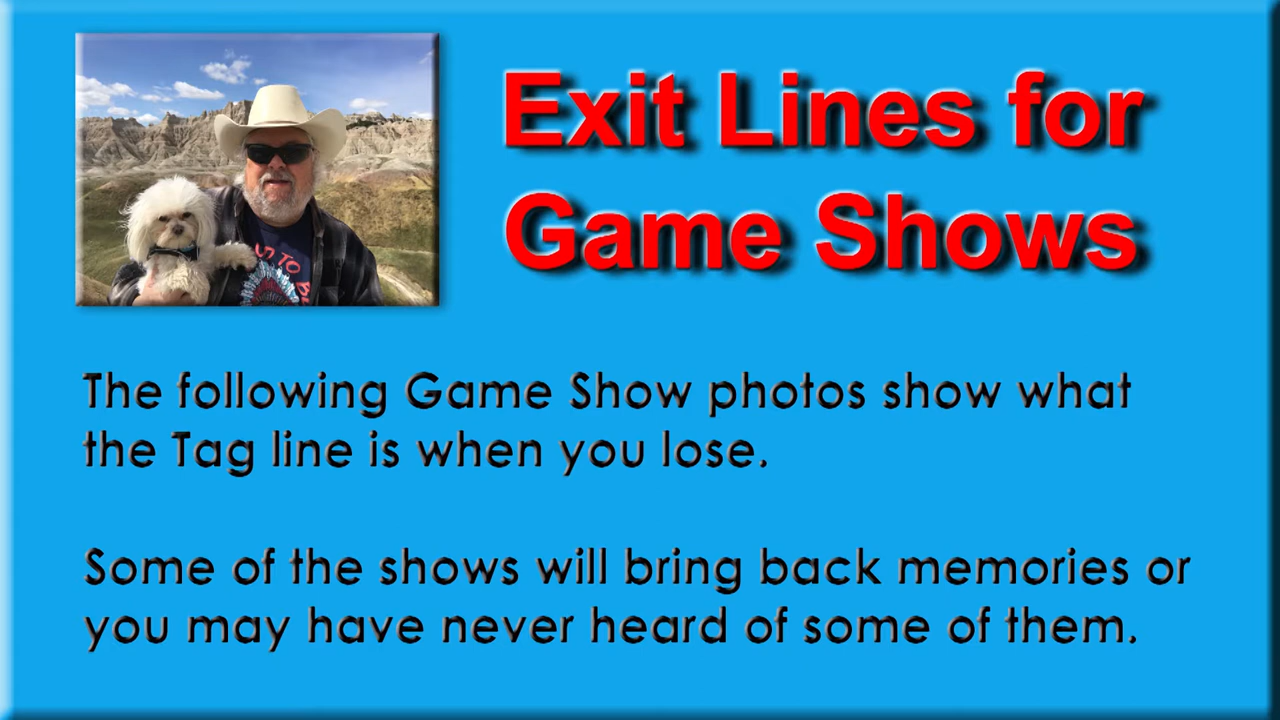 Exit Lines for
Game Shows
The following Game Show photos show what
the Tag line is when you lose.
Some of the shows will bring back memories or
you may have never heard of some of them.